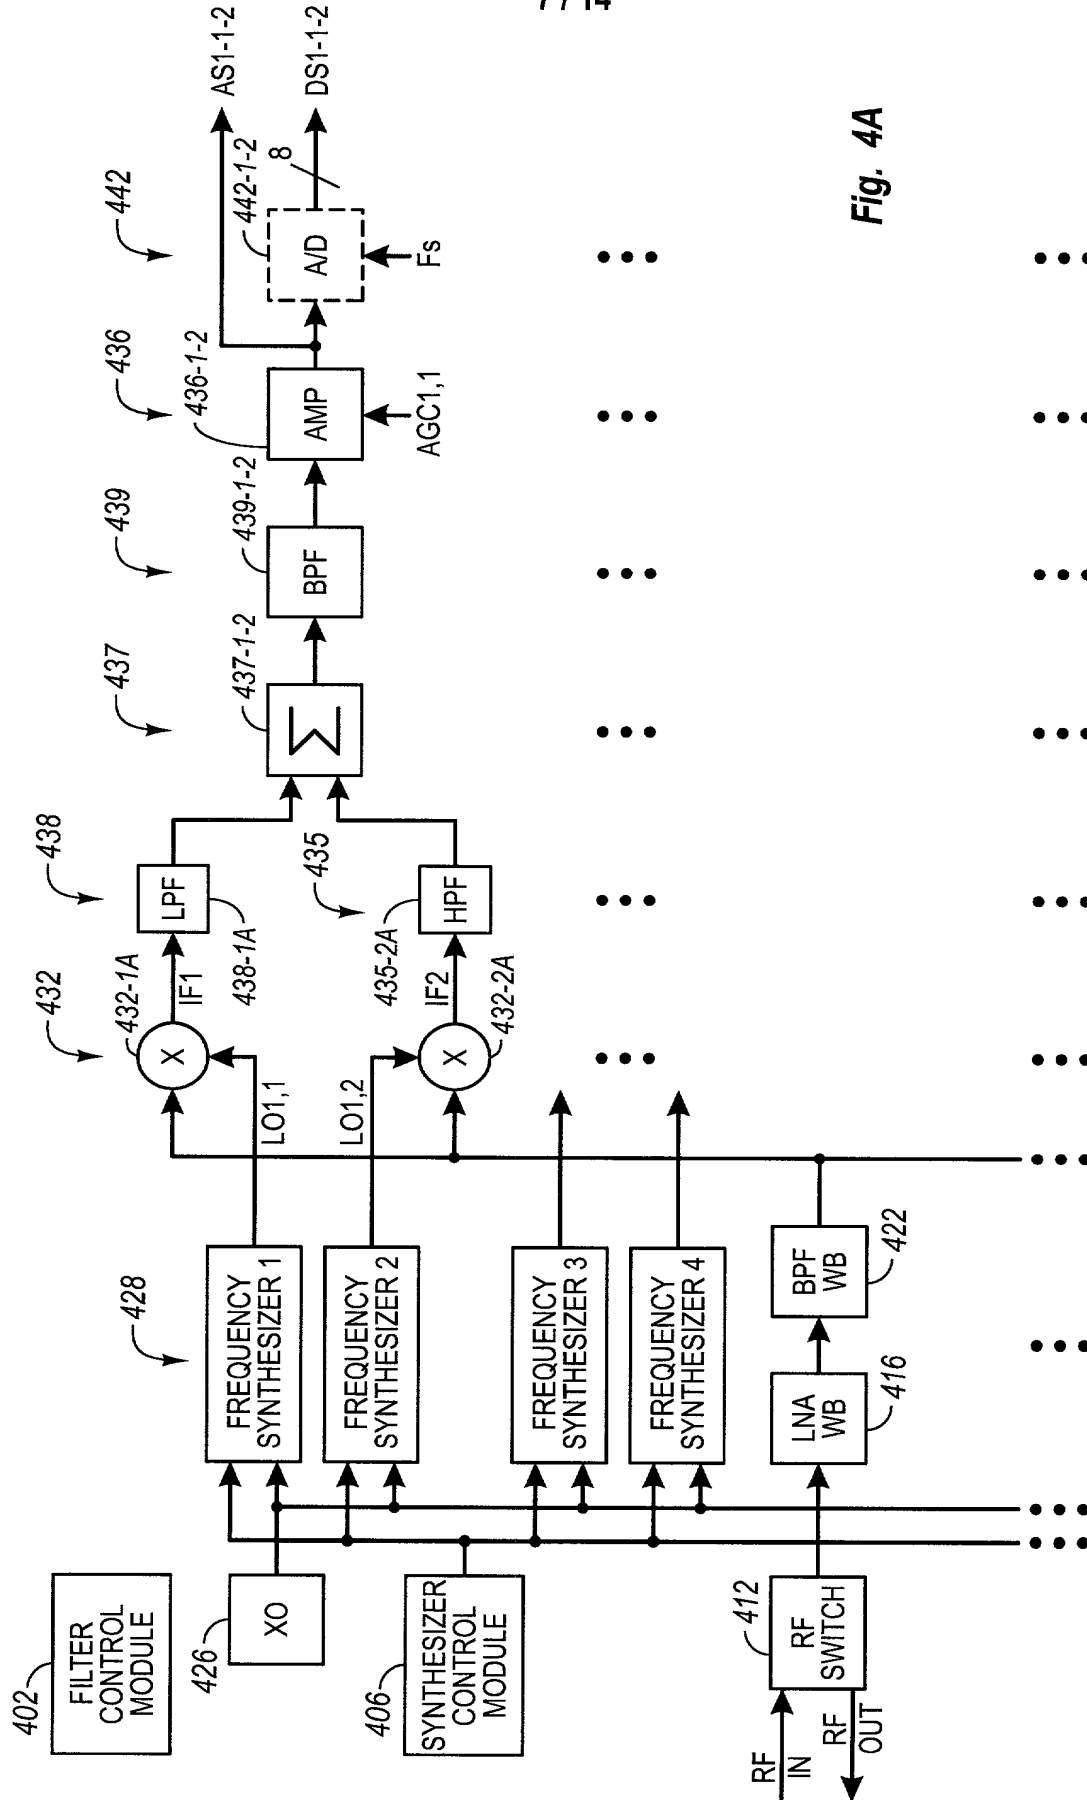 7 / 14
402
FILTER
CONTROL
MODULE
426
XO
406
SYNTHESIZER
CONTROL
MODULE
RF
IN
RF
OUT
412
RF
SWITCH
428
FREQUENCY
SYNTHESIZER 1
FREQUENCY
SYNTHESIZER 2
FREQUENCY
SYNTHESIZER 3
FREQUENCY
SYNTHESIZER 4
LNA
WB
416
BPF
WB
422
LO1,1
LO1,2
432
432-1A
X
IF1
432-2A
X
IF2
438
LPF
438-1A
435
435-2A
HPF
437
437-1-2
Σ
439
439-1-2
BPF
436
436-1-2
AMP
AGC1,1
442
442-1-2
A/D
Fs
8
AS1-1-2
DS1-1-2
Fig. 4A